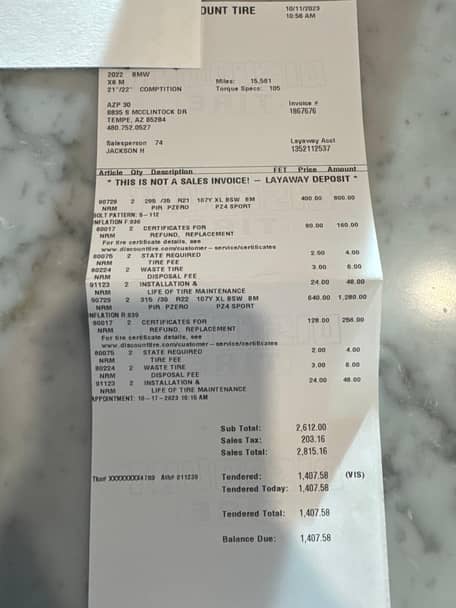 OUNT TIRE
10/11/2023
10:56 AM
2022 BMW
X6 M Miles: 15,561
21"/22" COMPTITION Torque Specs: 105
AZP 30 Invoice #
8835 S MCCLINTOCK DR 1867676
TEMPE, AZ 85284
480.752.0527
Salesperson 74 Layaway Acct
JACKSON H 1352112537
Article Qty Description FET Price Amount
* THIS IS NOT A SALES INVOICE! -- LAYAWAY DEPOSIT *
90728 2 295 /35 R21 107Y XL BSW BM 400.00 800.00
NRM PIR PZERO PZ4 SPORT
BOLT PATTERN: 5-112
INFLATION F:036
80017 2 CERTIFICATES FOR 80.00 160.00
NRM REFUND, REPLACEMENT
For tire certificate details, see
www.discounttire.com/customer-service/certificates
80075 2 STATE REQUIRED 2.00 4.00
NRM TIRE FEE
80224 2 WASTE TIRE 3.00 6.00
NRM DISPOSAL FEE
91123 2 INSTALLATION & 24.00 48.00
NRM LIFE OF TIRE MAINTENANCE
90729 2 315 /30 R22 107Y XL BSW BM 640.00 1,280.00
NRM PIR PZERO PZ4 SPORT
INFLATION R:039
80017 2 CERTIFICATES FOR 128.00 256.00
NRM REFUND, REPLACEMENT
For tire certificate details, see
www.discounttire.com/customer-service/certificates
80075 2 STATE REQUIRED 2.00 4.00
NRM TIRE FEE
80224 2 WASTE TIRE 3.00 6.00
NRM DISPOSAL FEE
91123 2 INSTALLATION & 24.00 48.00
NRM LIFE OF TIRE MAINTENANCE
APPOINTMENT: 10-17-2023 10:15 AM
Sub Total: 2,612.00
Sales Tax: 203.16
Sales Total: 2,815.16
Tendered: 1,407.58 (VIS)
Tendered Today: 1,407.58
Tendered Total: 1,407.58
Balance Due: 1,407.58